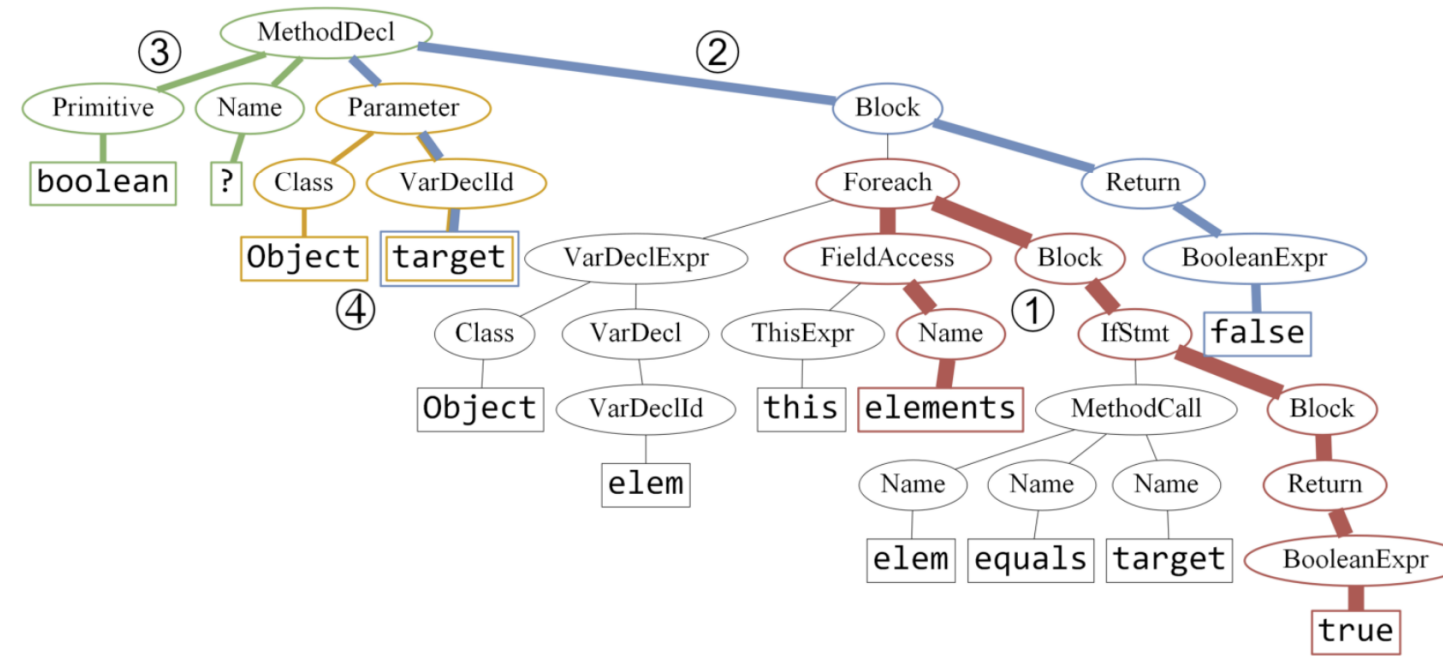 MethodDecl
③ ②
Primitive Name Parameter Block
boolean ? Class VarDeclId Foreach Return
Object target VarDeclExpr FieldAccess Block BooleanExpr
④ Class VarDecl ThisExpr Name ① IfStmt false
Object VarDeclId this elements MethodCall Block
elem Name Name Name Return
elem equals target BooleanExpr
true